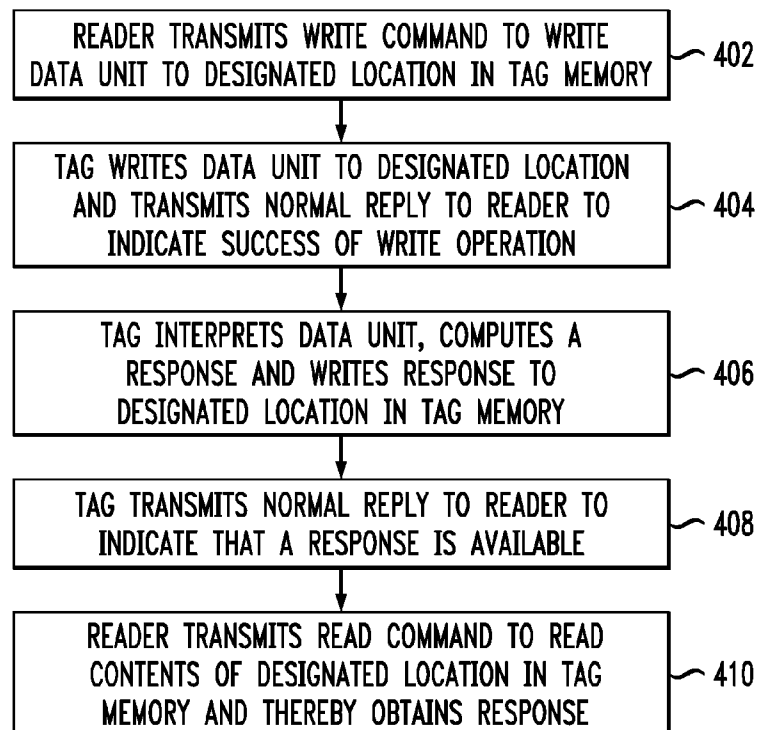 READER TRANSMITS WRITE COMMAND TO WRITE
DATA UNIT TO DESIGNATED LOCATION IN TAG MEMORY
402
TAG WRITES DATA UNIT TO DESIGNATED LOCATION
AND TRANSMITS NORMAL REPLY TO READER TO
INDICATE SUCCESS OF WRITE OPERATION
404
TAG INTERPRETS DATA UNIT, COMPUTES A
RESPONSE AND WRITES RESPONSE TO
DESIGNATED LOCATION IN TAG MEMORY
406
TAG TRANSMITS NORMAL REPLY TO READER TO
INDICATE THAT A RESPONSE IS AVAILABLE
408
READER TRANSMITS READ COMMAND TO READ
CONTENTS OF DESIGNATED LOCATION IN TAG
MEMORY AND THEREBY OBTAINS RESPONSE
410